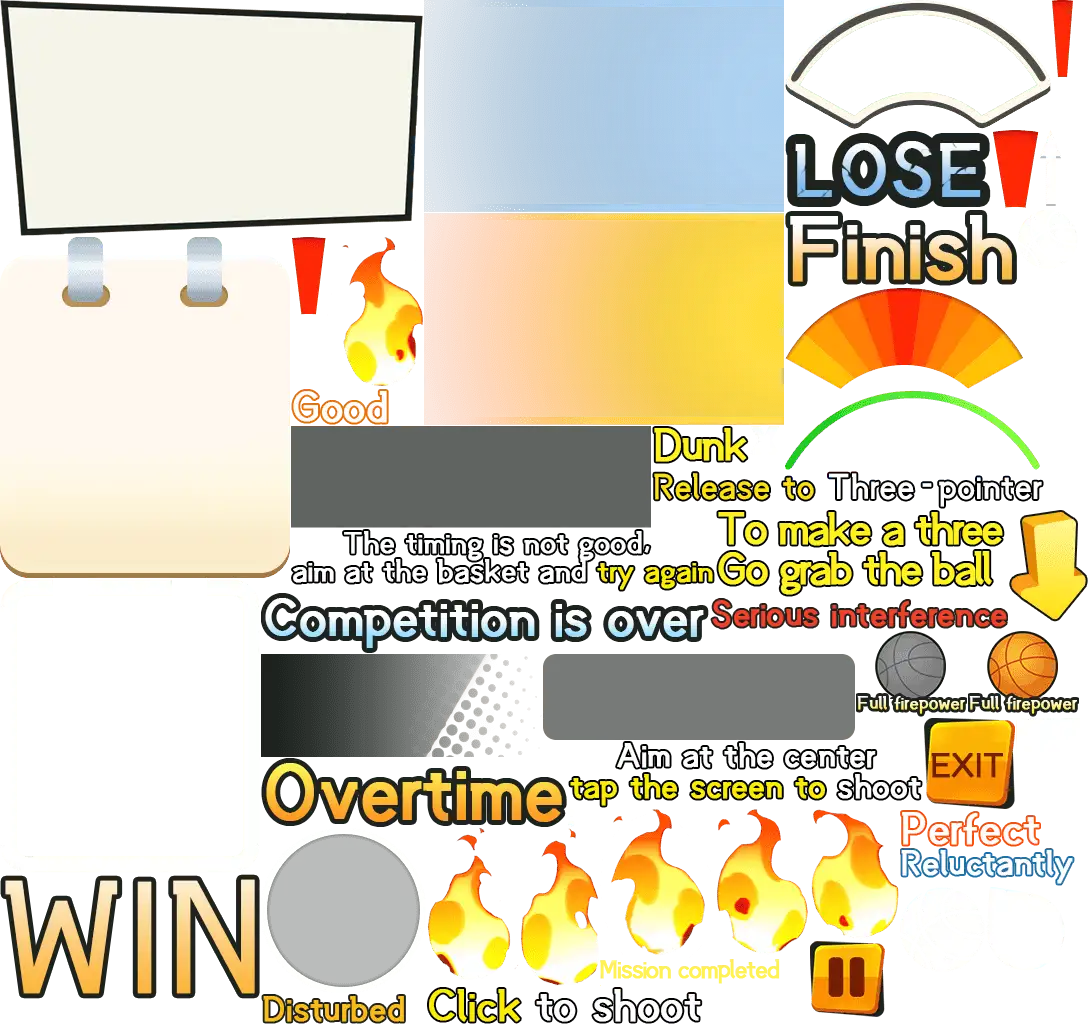 LOSE
Finish
Good
Dunk
Release to Three-pointer
To make a three
Go grab the ball
The timing is not good,
aim at the basket and try again
Competition is over
Serious interference
Full firepower
Full firepower
Aim at the center
tap the screen to shoot
EXIT
Overtime
Perfect
Reluctantly
WIN
Mission completed
Disturbed
Click to shoot